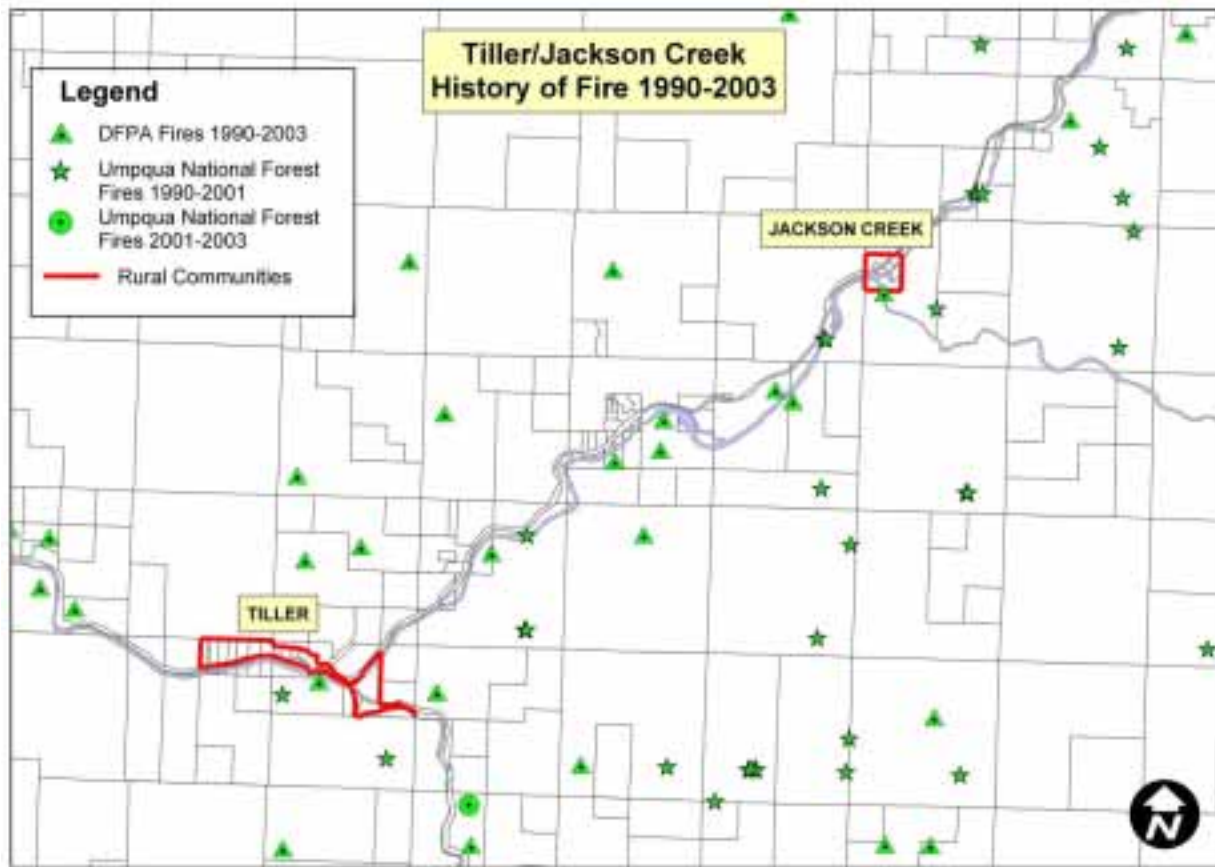 Tiller/Jackson Creek
History of Fire 1990-2003
Legend
DFPA Fires 1990-2003
Umpqua National Forest
Fires 1990-2001
Umpqua National Forest
Fires 2001-2003
Rural Communities
JACKSON CREEK
TILLER
N